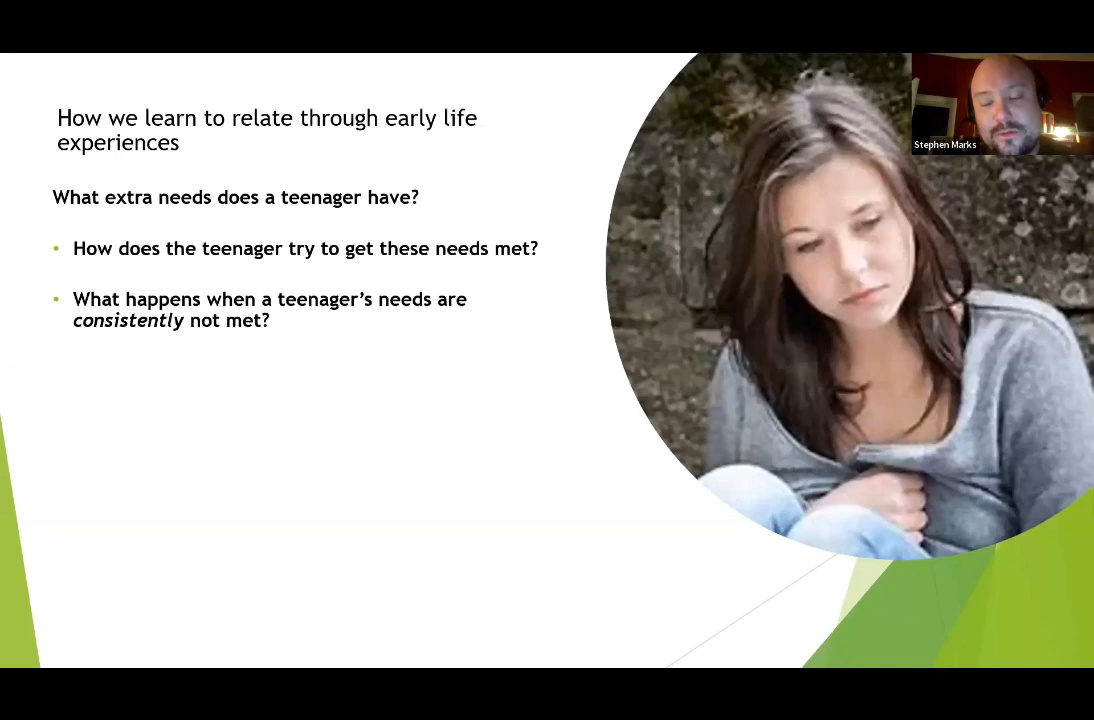 How we learn to relate through early life
experiences
What extra needs does a teenager have?
• How does the teenager try to get these needs met?
• What happens when a teenager’s needs are
consistently not met?
Stephen Marks